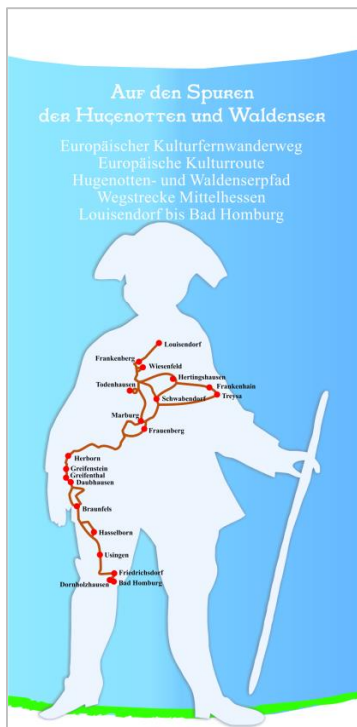 Auf den Spuren
der Hugenotten und Waldenser
Europäischer Kulturfernwanderweg
Europäische Kulturroute
Hugenotten- und Waldenserpfad
Wegstrecke Mittelhessen
Louisendorf bis Bad Homburg
Louisendorf
Frankenberg
Wiesenfeld
Hertingshausen
Todenhausen
Frankenhain
Treysa
Schwabendorf
Marburg
Frauenberg
Herborn
Greifenstein
Greifenthal
Daubhausen
Braunfels
Hasselborn
Usingen
Friedrichsdorf
Dornholzhausen
Bad Homburg